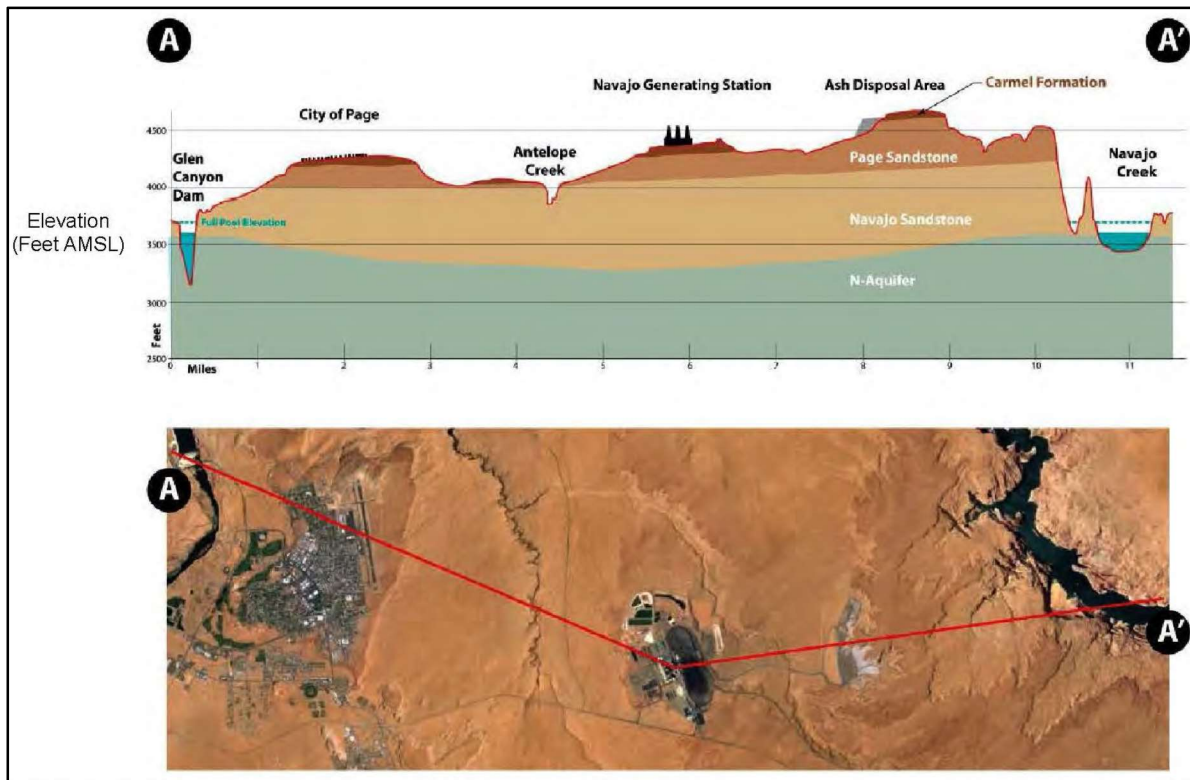 A
A'
Navajo Generating Station
Ash Disposal Area
Carmel Formation
City of Page
4500
Glen
Canyon
Dam
Antelope
Creek
Page Sandstone
Navajo
Creek
4000
Elevation
(Feet AMSL)
Full Pool Elevation
Navajo Sandstone
3500
N-Aquifer
3000
Feet
2500
0 1 2 3 4 5 6 7 8 9 10 11
Miles
A
A'